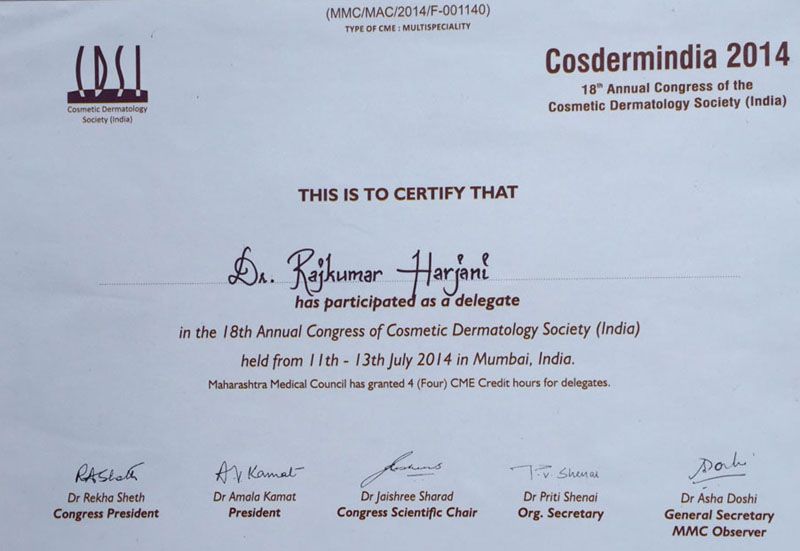 (MMC/MAC/2014/F-001140)
TYPE OF CME : MULTISPECIALITY
CDSI
Cosmetic Dermatology
Society (India)
Cosdermindia 2014
18th Annual Congress of the
Cosmetic Dermatology Society (India)
THIS IS TO CERTIFY THAT
Dr. Rajkumar Harjani
has participated as a delegate
in the 18th Annual Congress of Cosmetic Dermatology Society (India)
held from 11th - 13th July 2014 in Mumbai, India.
Maharashtra Medical Council has granted 4 (Four) CME Credit hours for delegates.
RASheth A.V Kamat P.V Shenai ADoshi
Dr Rekha Sheth Dr Amala Kamat Dr Jaishree Sharad Dr Priti Shenai Dr Asha Doshi
Congress President President Congress Scientific Chair Org. Secretary General Secretary
MMC Observer